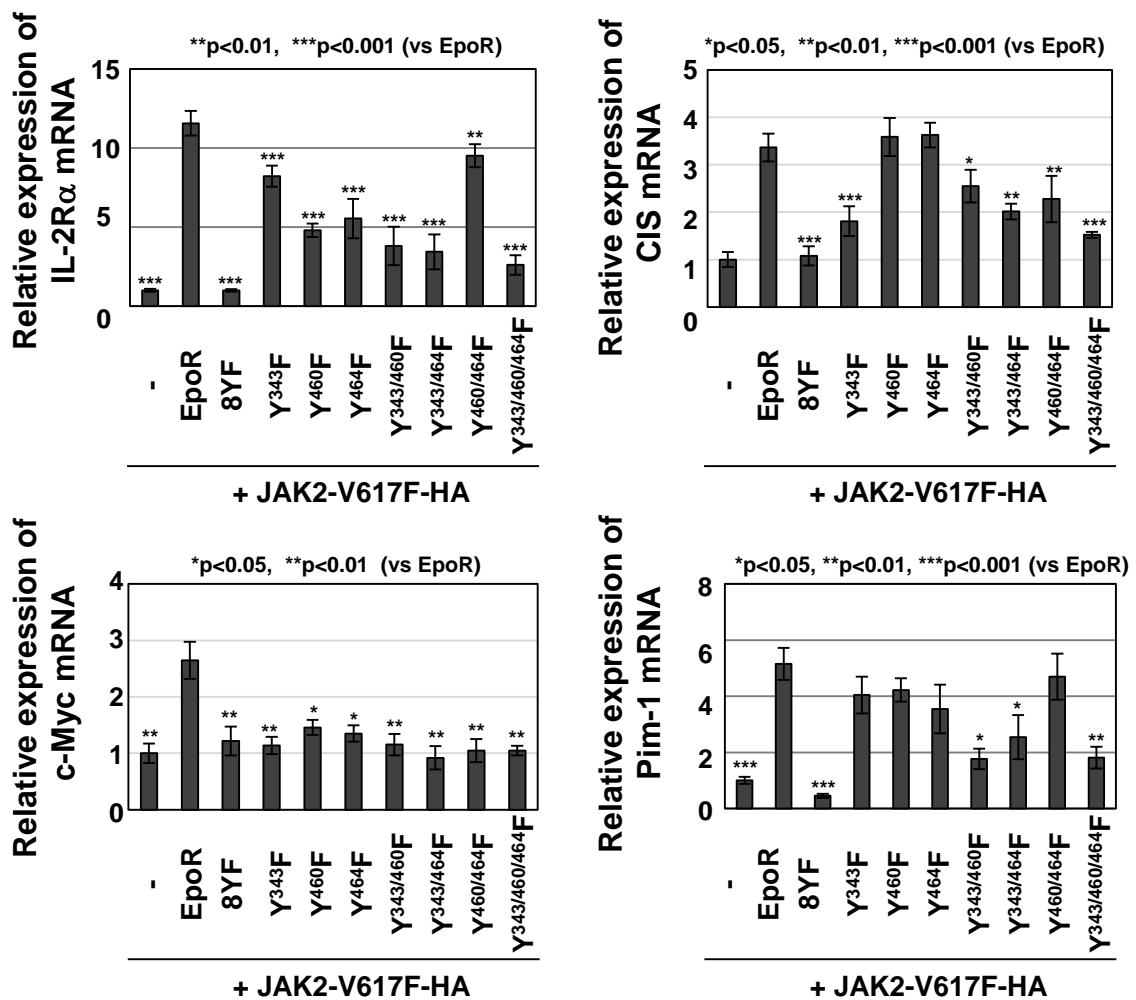 Relative expression of
IL-2Rα mRNA
**p<0.01, ***p<0.001 (vs EpoR)
15
10
5
0
***
***
***
***
***
***
***
**
***
-
EpoR
8YF
Y343F
Y460F
Y464F
Y343/460F
Y343/464F
Y460/464F
Y343/460/464F
+ JAK2-V617F-HA
Relative expression of
CIS mRNA
*p<0.05, **p<0.01, ***p<0.001 (vs EpoR)
5
4
3
2
1
0
***
***
*
**
**
***
-
EpoR
8YF
Y343F
Y460F
Y464F
Y343/460F
Y343/464F
Y460/464F
Y343/460/464F
+ JAK2-V617F-HA
Relative expression of
c-Myc mRNA
*p<0.05, **p<0.01 (vs EpoR)
4
3
2
1
0
**
**
**
*
*
**
**
**
**
-
EpoR
8YF
Y343F
Y460F
Y464F
Y343/460F
Y343/464F
Y460/464F
Y343/460/464F
+ JAK2-V617F-HA
Relative expression of
Pim-1 mRNA
*p<0.05, **p<0.01, ***p<0.001 (vs EpoR)
8
6
4
2
0
***
***
*
*
**
-
EpoR
8YF
Y343F
Y460F
Y464F
Y343/460F
Y343/464F
Y460/464F
Y343/460/464F
+ JAK2-V617F-HA